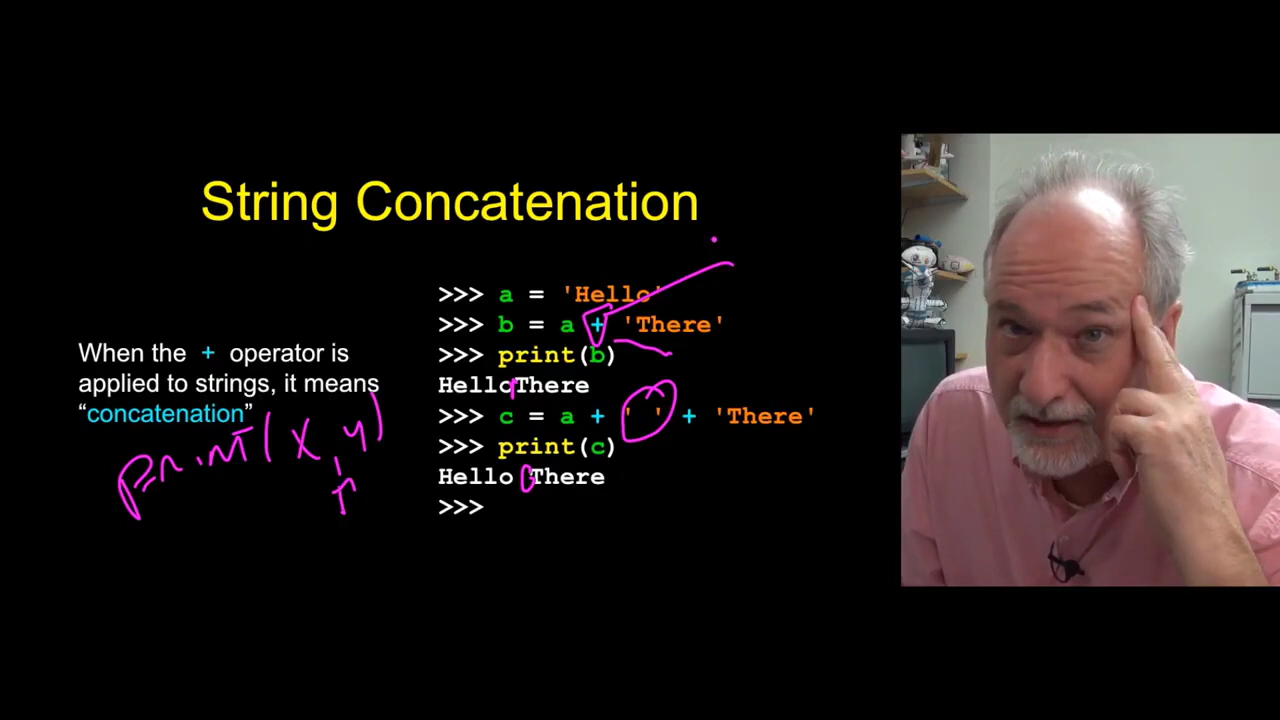 String Concatenation
When the + operator is
applied to strings, it means
“concatenation”
print(x, y)
>>> a = 'Hello'
>>> b = a + 'There'
>>> print(b)
HelloThere
>>> c = a + ' ' + 'There'
>>> print(c)
Hello There
>>>